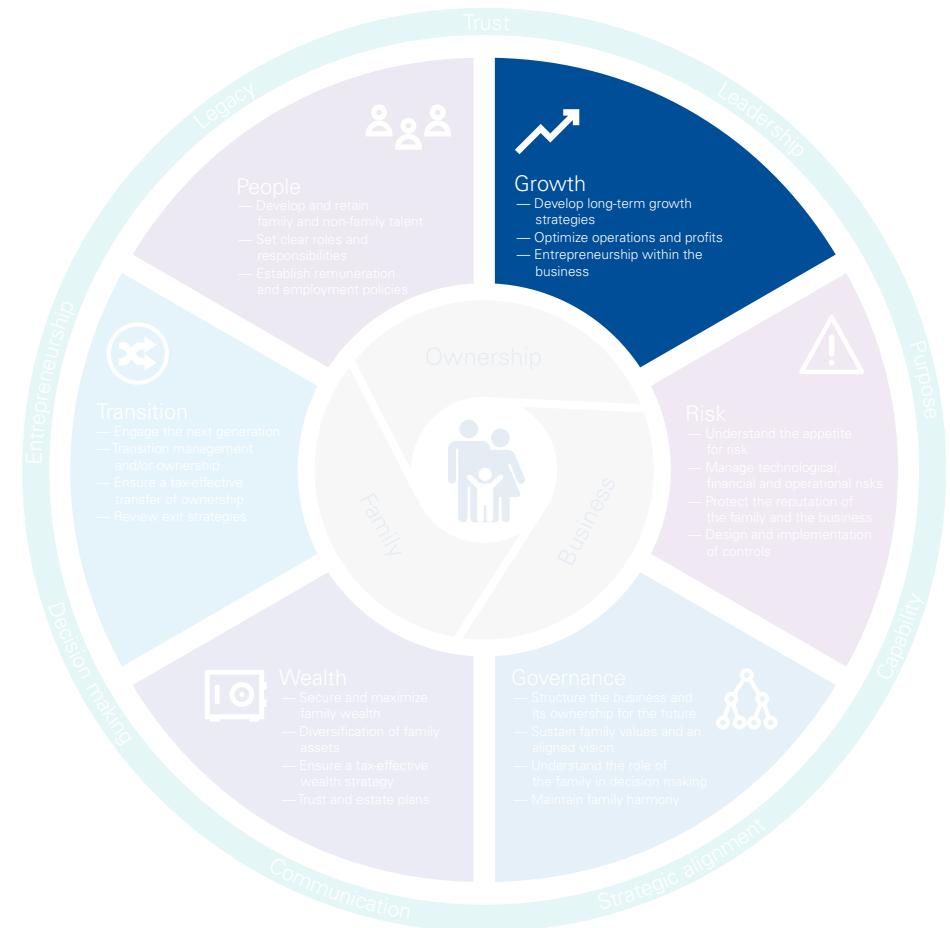 Trust
Legacy
Leadership
People
— Develop and retain
family and non-family talent
— Set clear roles and
responsibilities
— Establish remuneration
and employment policies
Growth
— Develop long-term growth
strategies
— Optimize operations and profits
— Entrepreneurship within the
business
Entrepreneurship
Purpose
Ownership
Transition
— Engage the next generation
— Transition management
and/or ownership
— Ensure a tax-effective
transfer of ownership
— Review exit strategies
Risk
— Understand the appetite
for risk
— Manage technological,
financial and operational risks
— Protect the reputation of
the family and the business
— Design and implementation
of controls
Family
Business
Decision making
Capability
Wealth
— Secure and maximize
family wealth
— Diversification of family
assets
— Ensure a tax-effective
wealth strategy
— Trust and estate plans
Governance
— Structure the business and
its ownership for the future
— Sustain family values and an
aligned vision
— Understand the role of
the family in decision making
— Maintain family harmony
Communication
Strategic alignment